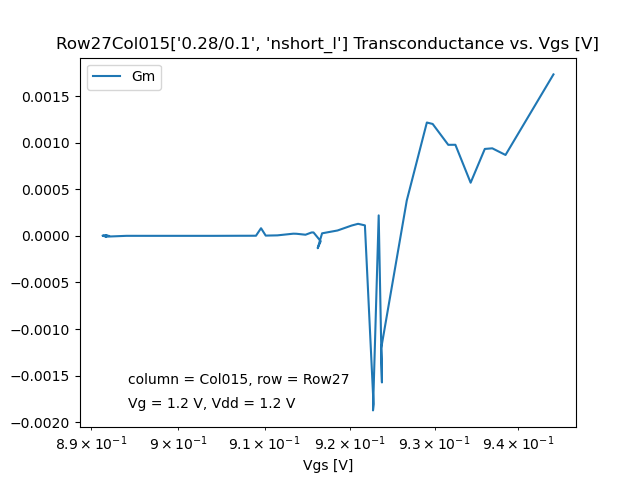 Row27Col015['0.28/0.1', 'nshort_l'] Transconductance vs. Vgs [V]
Gm
0.0015
0.0010
0.0005
0.0000
−0.0005
−0.0010
−0.0015
−0.0020
column = Col015, row = Row27
Vg = 1.2 V, Vdd = 1.2 V
8.9 × 10⁻¹ 9 × 10⁻¹ 9.1 × 10⁻¹ 9.2 × 10⁻¹ 9.3 × 10⁻¹ 9.4 × 10⁻¹
Vgs [V]